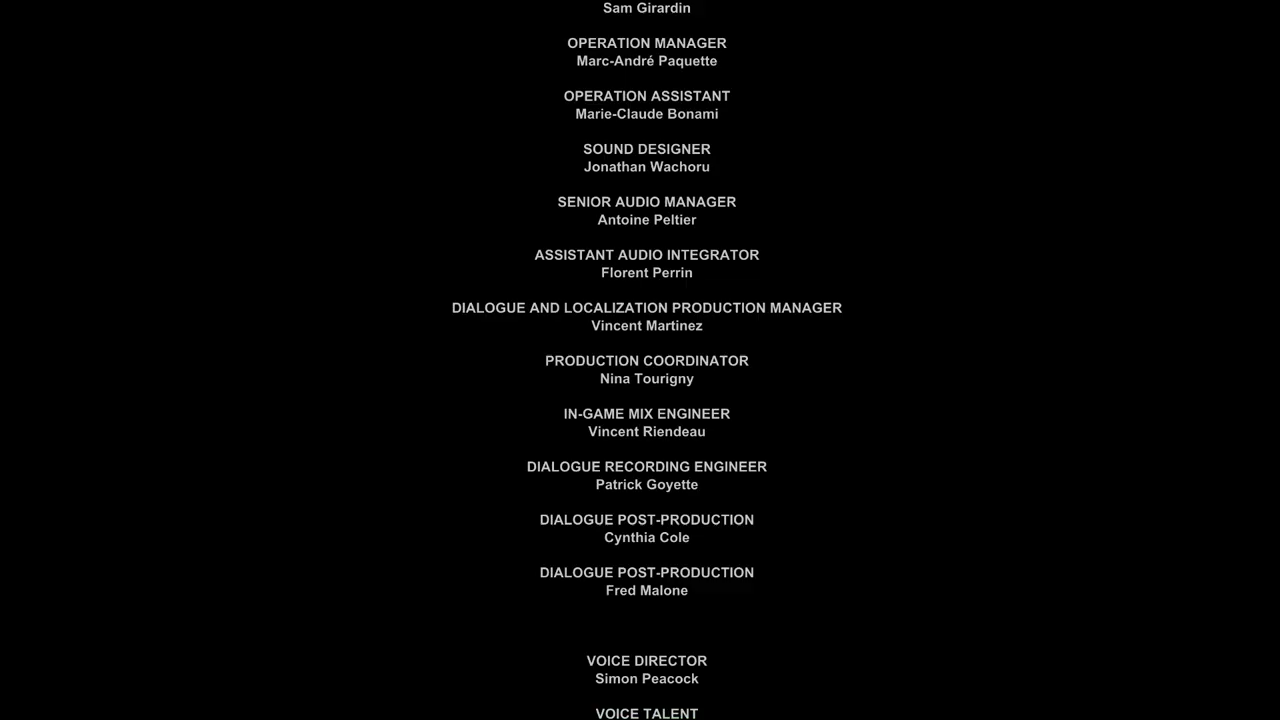 Sam Girardin
OPERATION MANAGER
Marc-André Paquette
OPERATION ASSISTANT
Marie-Claude Bonami
SOUND DESIGNER
Jonathan Wachoru
SENIOR AUDIO MANAGER
Antoine Peltier
ASSISTANT AUDIO INTEGRATOR
Florent Perrin
DIALOGUE AND LOCALIZATION PRODUCTION MANAGER
Vincent Martinez
PRODUCTION COORDINATOR
Nina Tourigny
IN-GAME MIX ENGINEER
Vincent Riendeau
DIALOGUE RECORDING ENGINEER
Patrick Goyette
DIALOGUE POST-PRODUCTION
Cynthia Cole
DIALOGUE POST-PRODUCTION
Fred Malone
VOICE DIRECTOR
Simon Peacock
VOICE TALENT